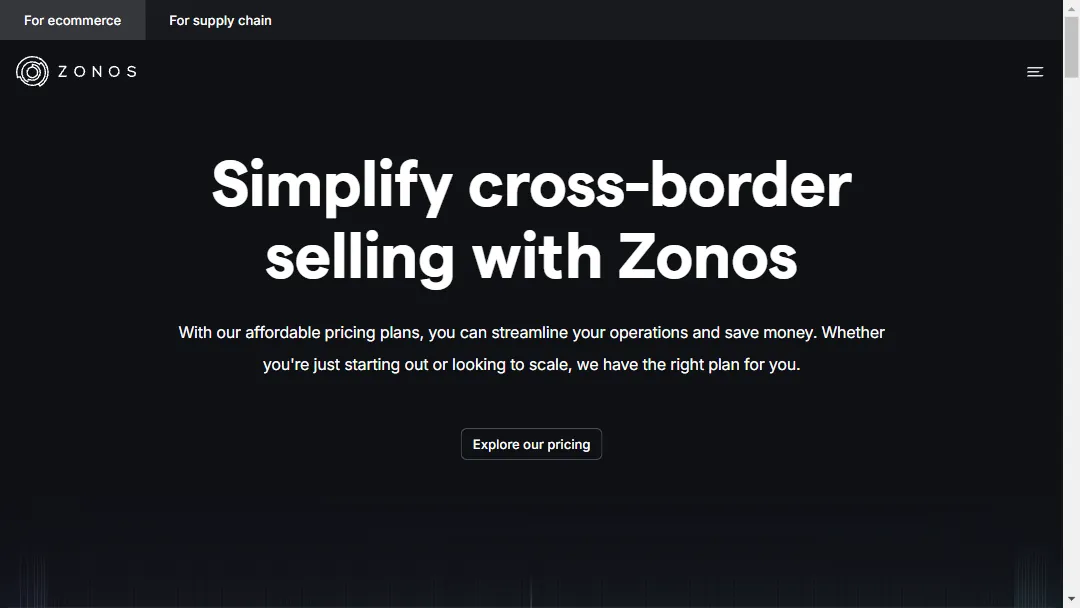 For ecommerce
For supply chain
ZONOS
Simplify cross-border
selling with Zonos
With our affordable pricing plans, you can streamline your operations and save money. Whether
you're just starting out or looking to scale, we have the right plan for you.
Explore our pricing